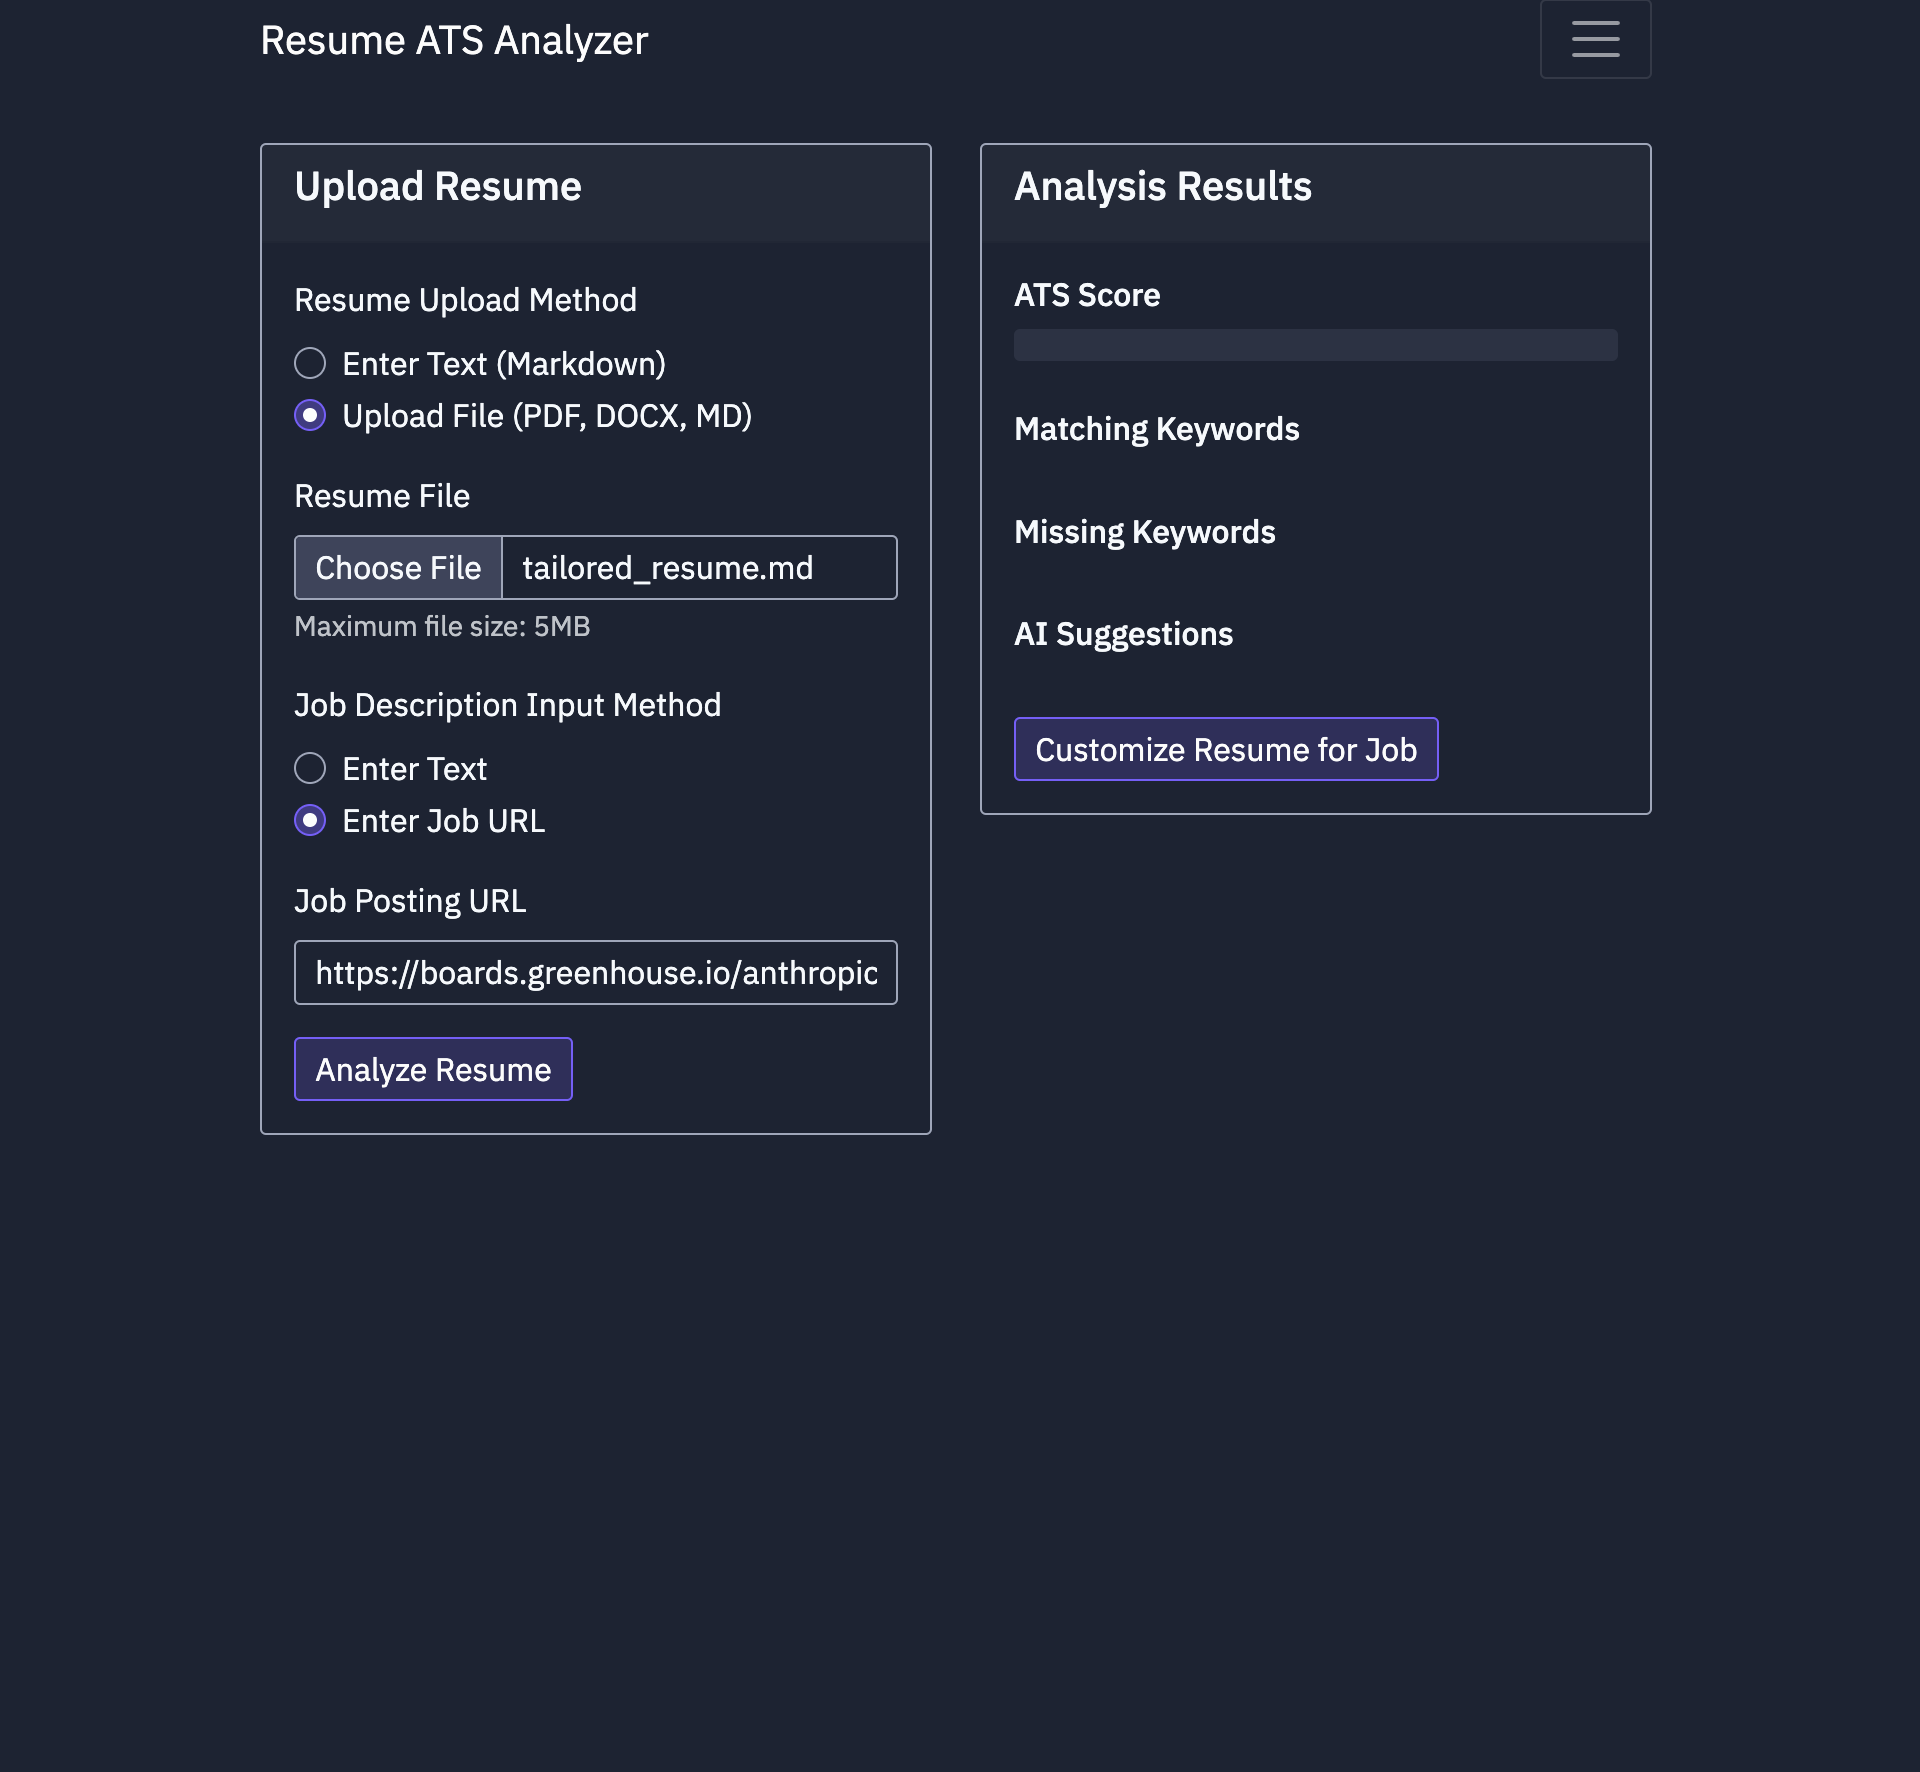 Resume ATS Analyzer
Upload Resume
Resume Upload Method
Enter Text (Markdown)
Upload File (PDF, DOCX, MD)
Resume File
Choose File tailored_resume.md
Maximum file size: 5MB
Job Description Input Method
Enter Text
Enter Job URL
Job Posting URL
https://boards.greenhouse.io/anthropic
Analyze Resume
Analysis Results
ATS Score
Matching Keywords
Missing Keywords
AI Suggestions
Customize Resume for Job